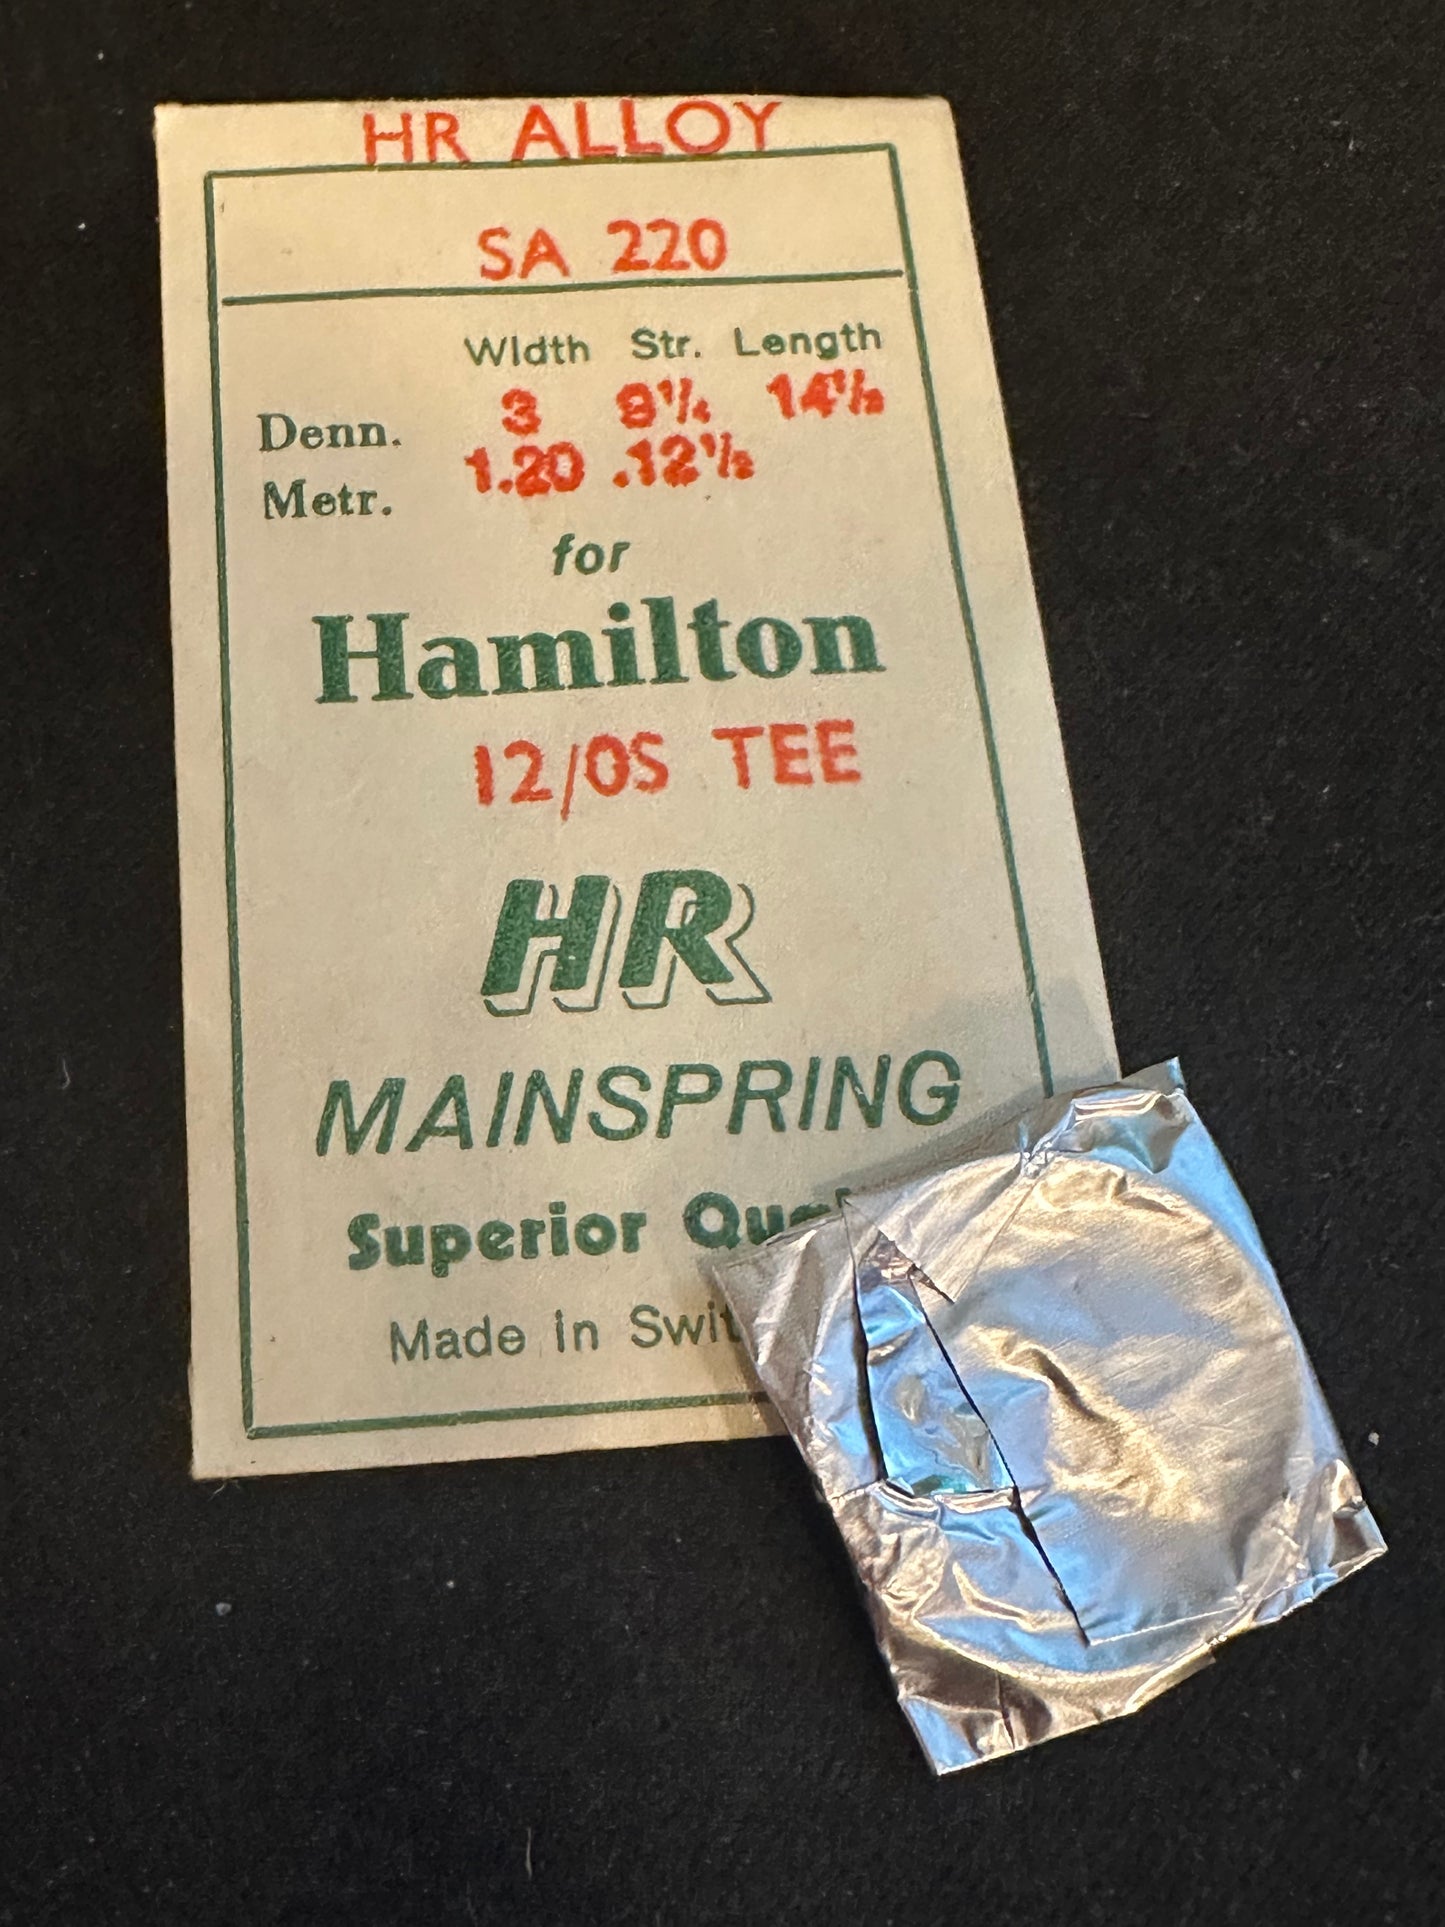 HR ALLOY
SA 220
Width Str. Length
Denn. 3 9¼ 14½
Metr. 1.20 .12½
for
Hamilton
12/0S TEE
HR
MAINSPRING
Superior
Made in